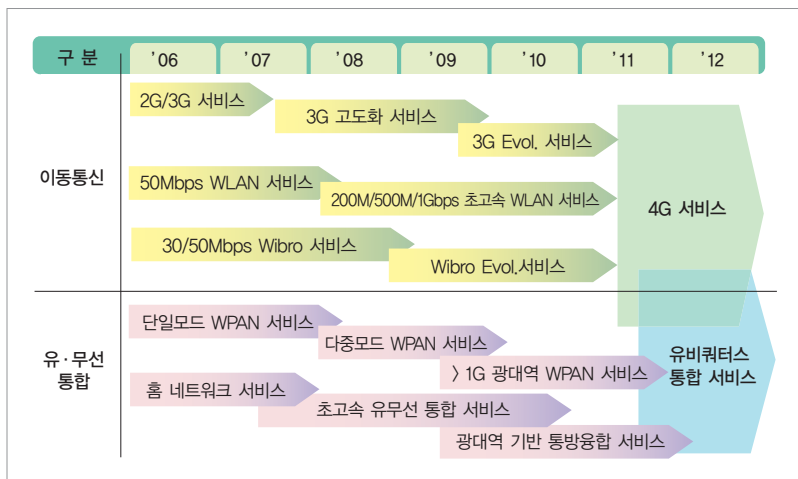 구 분 '06 '07 '08 '09 '10 '11 '12
이동통신
2G/3G 서비스
3G 고도화 서비스
3G Evol. 서비스
50Mbps WLAN 서비스
200M/500M/1Gbps 초고속 WLAN 서비스
30/50Mbps Wibro 서비스
Wibro Evol.서비스
4G 서비스
유·무선
통합
단일모드 WPAN 서비스
다중모드 WPAN 서비스
> 1G 광대역 WPAN 서비스
홈 네트워크 서비스
초고속 유무선 통합 서비스
광대역 기반 통방융합 서비스
유비쿼터스
통합 서비스